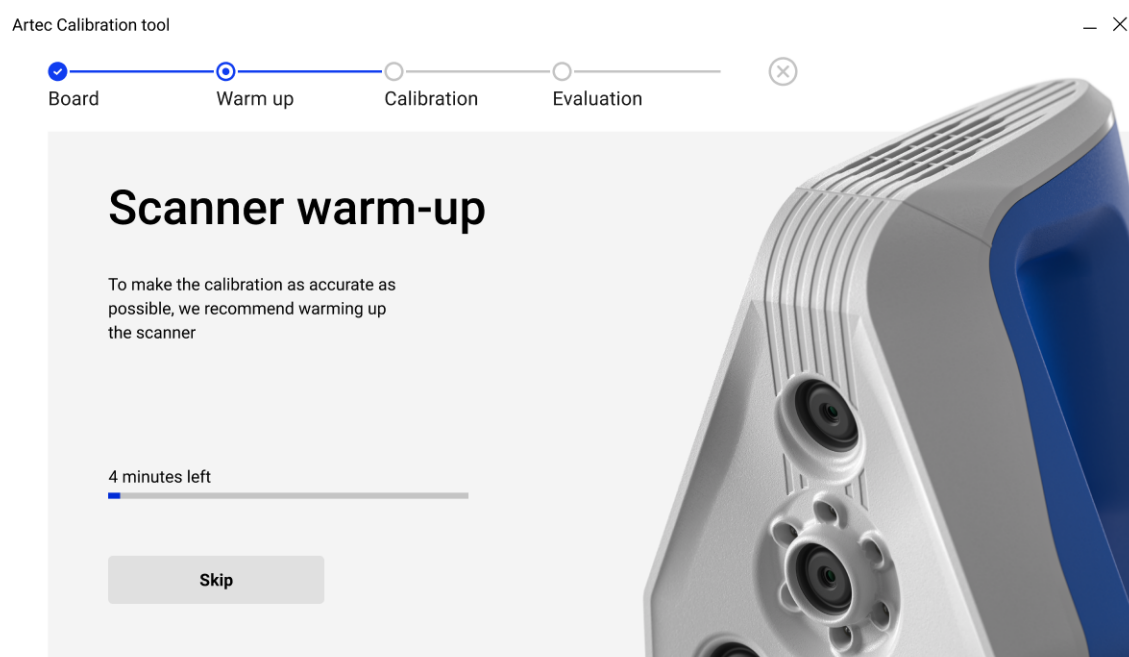 Artec Calibration tool
Board
Warm up
Calibration
Evaluation
Scanner warm-up
To make the calibration as accurate as
possible, we recommend warming up
the scanner
4 minutes left
Skip